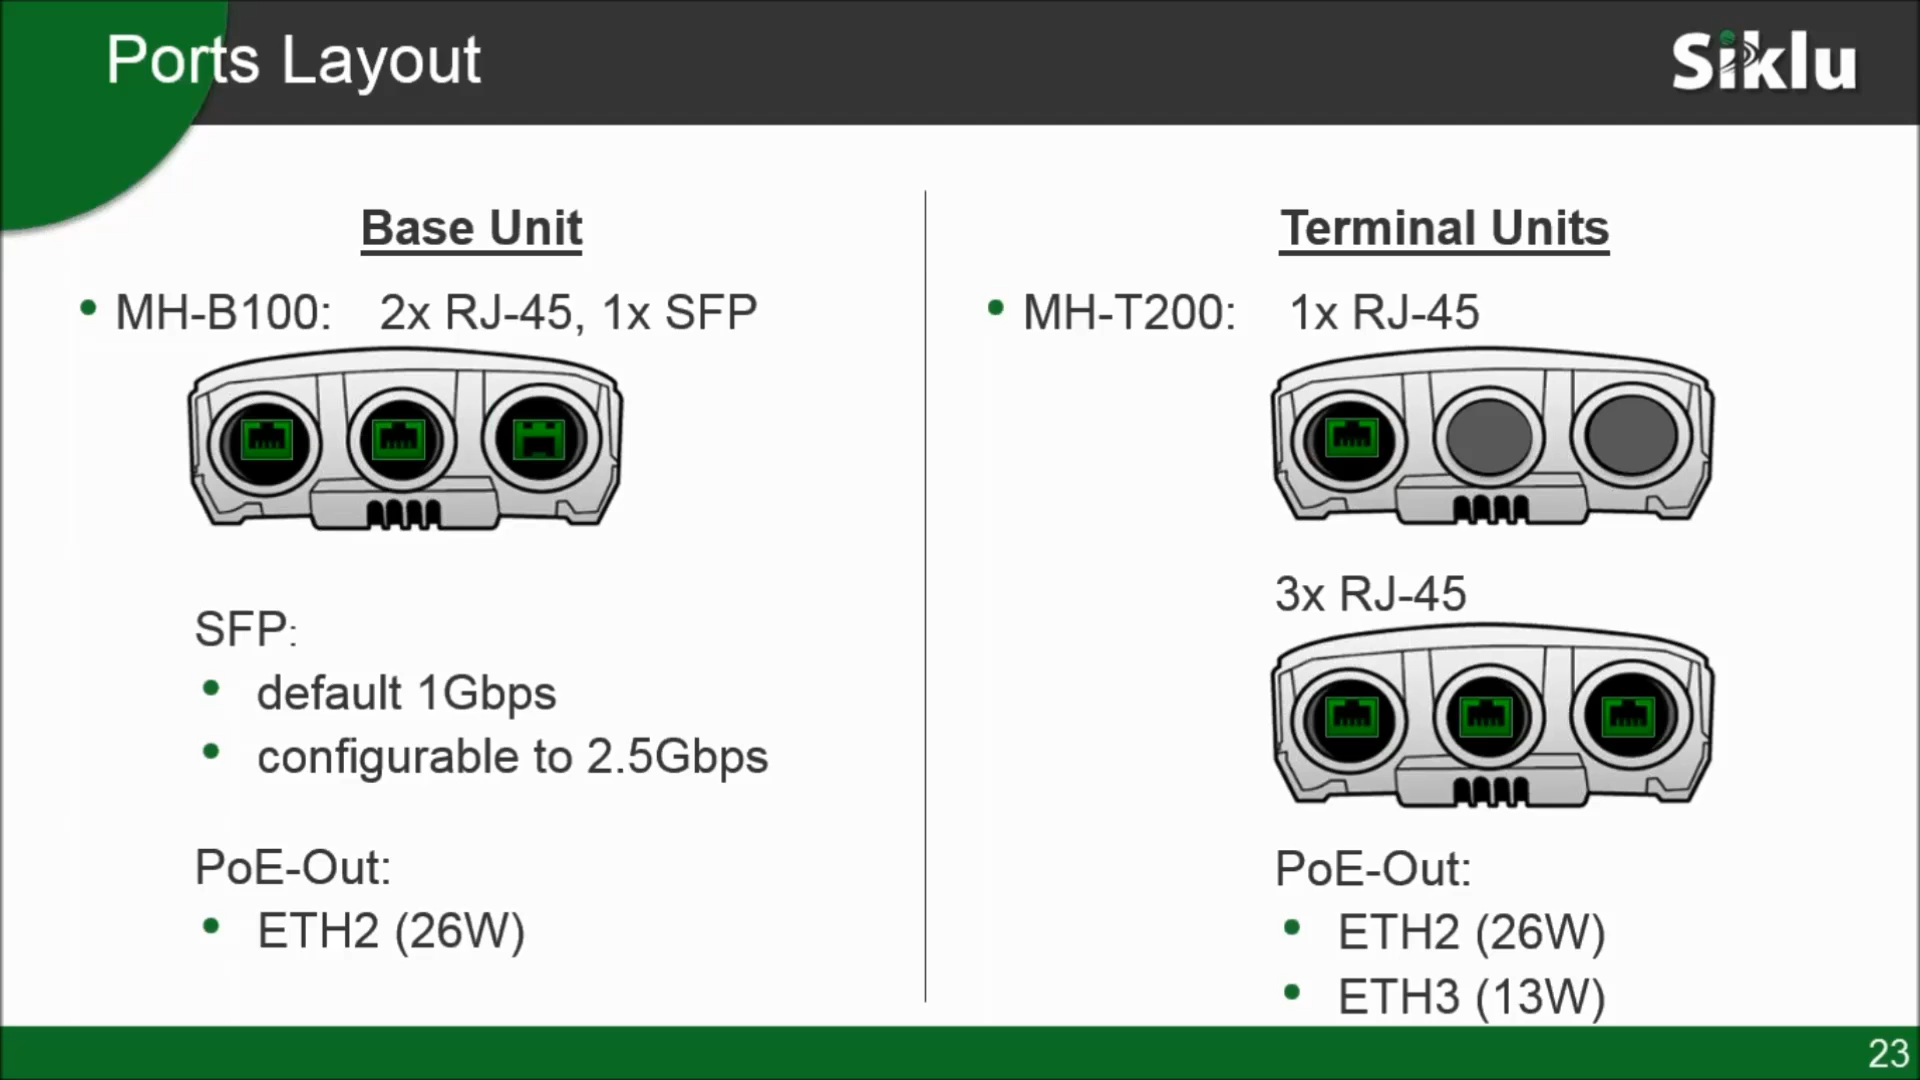 Ports Layout
Siklu
Base Unit
• MH-B100: 2x RJ-45, 1x SFP
SFP:
• default 1Gbps
• configurable to 2.5Gbps
PoE-Out:
• ETH2 (26W)
Terminal Units
• MH-T200: 1x RJ-45
3x RJ-45
PoE-Out:
• ETH2 (26W)
• ETH3 (13W)
23